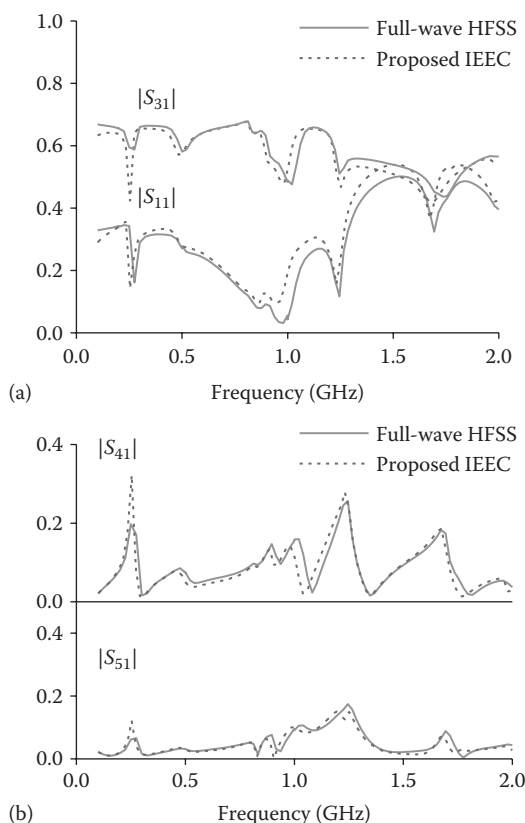 Full-wave HFSS
Proposed IEEC
1.0
0.8
|S31|
0.6
0.4
|S11|
0.2
0.0
0.0 0.5 1.0 1.5 2.0
(a) Frequency (GHz)
Full-wave HFSS
Proposed IEEC
0.4
|S41|
0.2
0.0
0.4
|S51|
0.2
0.0
0.0 0.5 1.0 1.5 2.0
(b) Frequency (GHz)